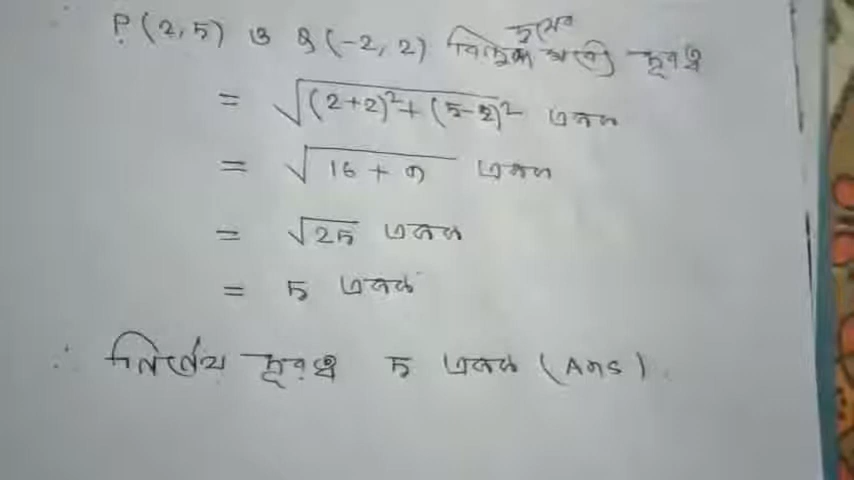 P(2, 5) ও Q(-2, 2) বিন্দু দ্বয়ের মধ্যে দূরত্ব
= √(2+2)²+(5-2)² একক
= √16 + 9 একক
= √25 একক
= 5 একক
∴ নির্ণেয় দূরত্ব 5 একক (Ans).